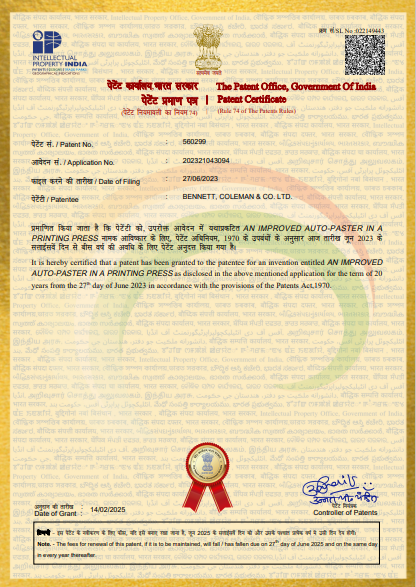 क्रम सं/SL No :022149443
INTELLECTUAL
PROPERTY INDIA
PATENTS | DESIGNS | TRADE MARKS
GEOGRAPHICAL INDICATIONS
सत्यमेव जयते
पेटेंट कार्यालय, भारत सरकार | The Patent Office, Government Of India
पेटेंट प्रमाण पत्र | Patent Certificate
(पेटेंट नियमावली का नियम 74) | (Rule 74 of The Patents Rules)
पेटेंट सं. / Patent No. : 560299
आवेदन सं. / Application No. : 202321043094
फाइल करने की तारीख / Date of Filing : 27/06/2023
पेटेंटी / Patentee : BENNETT, COLEMAN & CO. LTD.
प्रमाणित किया जाता है कि पेटेंटी को, उपरोक्त आवेदन में यथाप्रकटित AN IMPROVED AUTO-PASTER IN A
PRINTING PRESS नामक आविष्कार के लिए, पेटेंट अधिनियम, 1970 के उपबंधों के अनुसार आज तारीख जून 2023 के
सत्ताईसवें दिन से बीस वर्ष की अवधि के लिए पेटेंट अनुदत्त किया गया है।
It is hereby certified that a patent has been granted to the patentee for an invention entitled AN IMPROVED
AUTO-PASTER IN A PRINTING PRESS as disclosed in the above mentioned application for the term of 20
years from the 27th day of June 2023 in accordance with the provisions of the Patents Act,1970.
अनुदान की तारीख : 14/02/2025
Date of Grant :
पेटेंट नियंत्रक
Controller of Patents
टिप्पणी - इस पेटेंट के नवीकरण के लिए फीस, यदि इसे बनाए रखा जाना है, जून 2025 के सत्ताईसवें दिन को और उसके पश्चात प्रत्येक वर्ष में उसी दिन देय होगी।
Note. - The fees for renewal of this patent, if it is to be maintained, will fall / has fallen due on 27th day of June 2025 and on the same day
in every year thereafter.